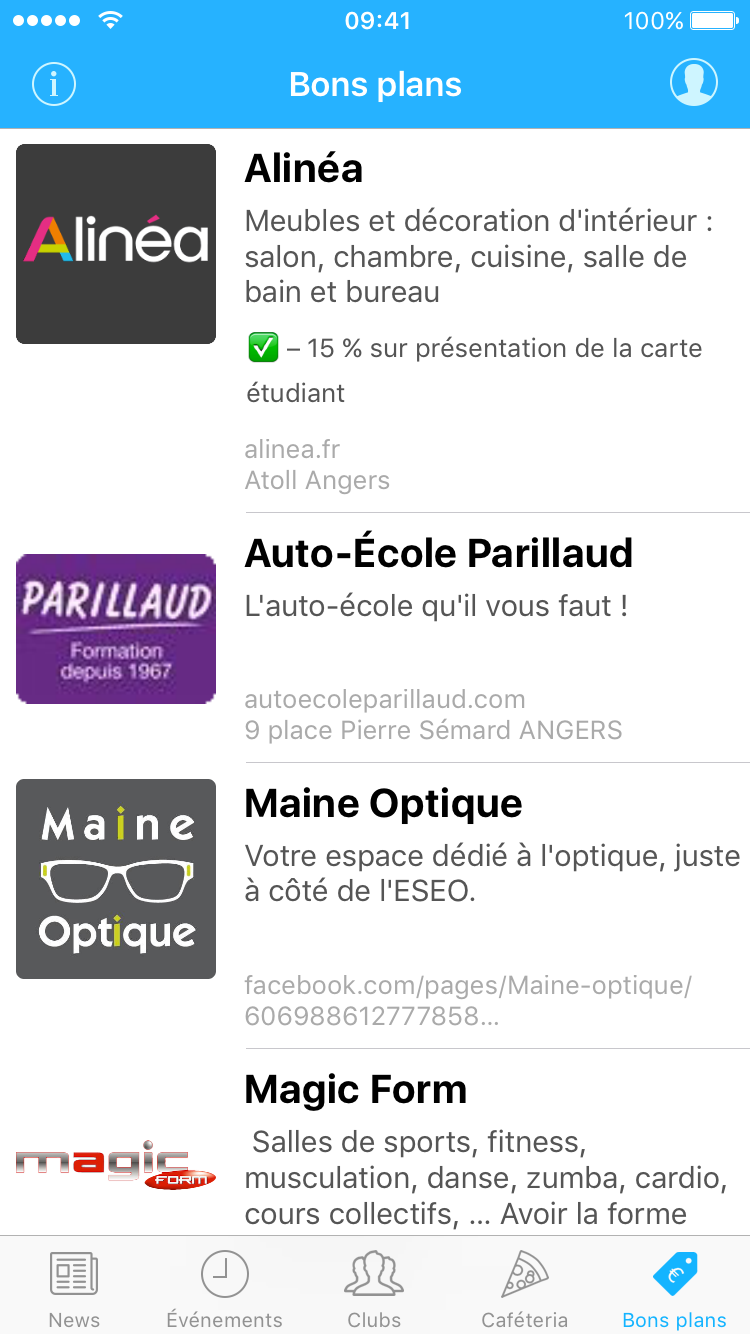 09:41
100%
i
Bons plans
Alinéa
Alinéa
Meubles et décoration d'intérieur :
salon, chambre, cuisine, salle de
bain et bureau
✅ – 15 % sur présentation de la carte
étudiant
alinea.fr
Atoll Angers
PARILLAUD
Formation
depuis 1967
Auto-École Parillaud
L'auto-école qu'il vous faut !
autoecoleparillaud.com
9 place Pierre Sémard ANGERS
Maine
Optique
Maine Optique
Votre espace dédié à l'optique, juste
à côté de l'ESEO.
facebook.com/pages/Maine-optique/
606988612777858...
magic
FORM
Magic Form
Salles de sports, fitness,
musculation, danse, zumba, cardio,
cours collectifs, ... Avoir la forme
News
Événements
Clubs
Caféteria
€
Bons plans